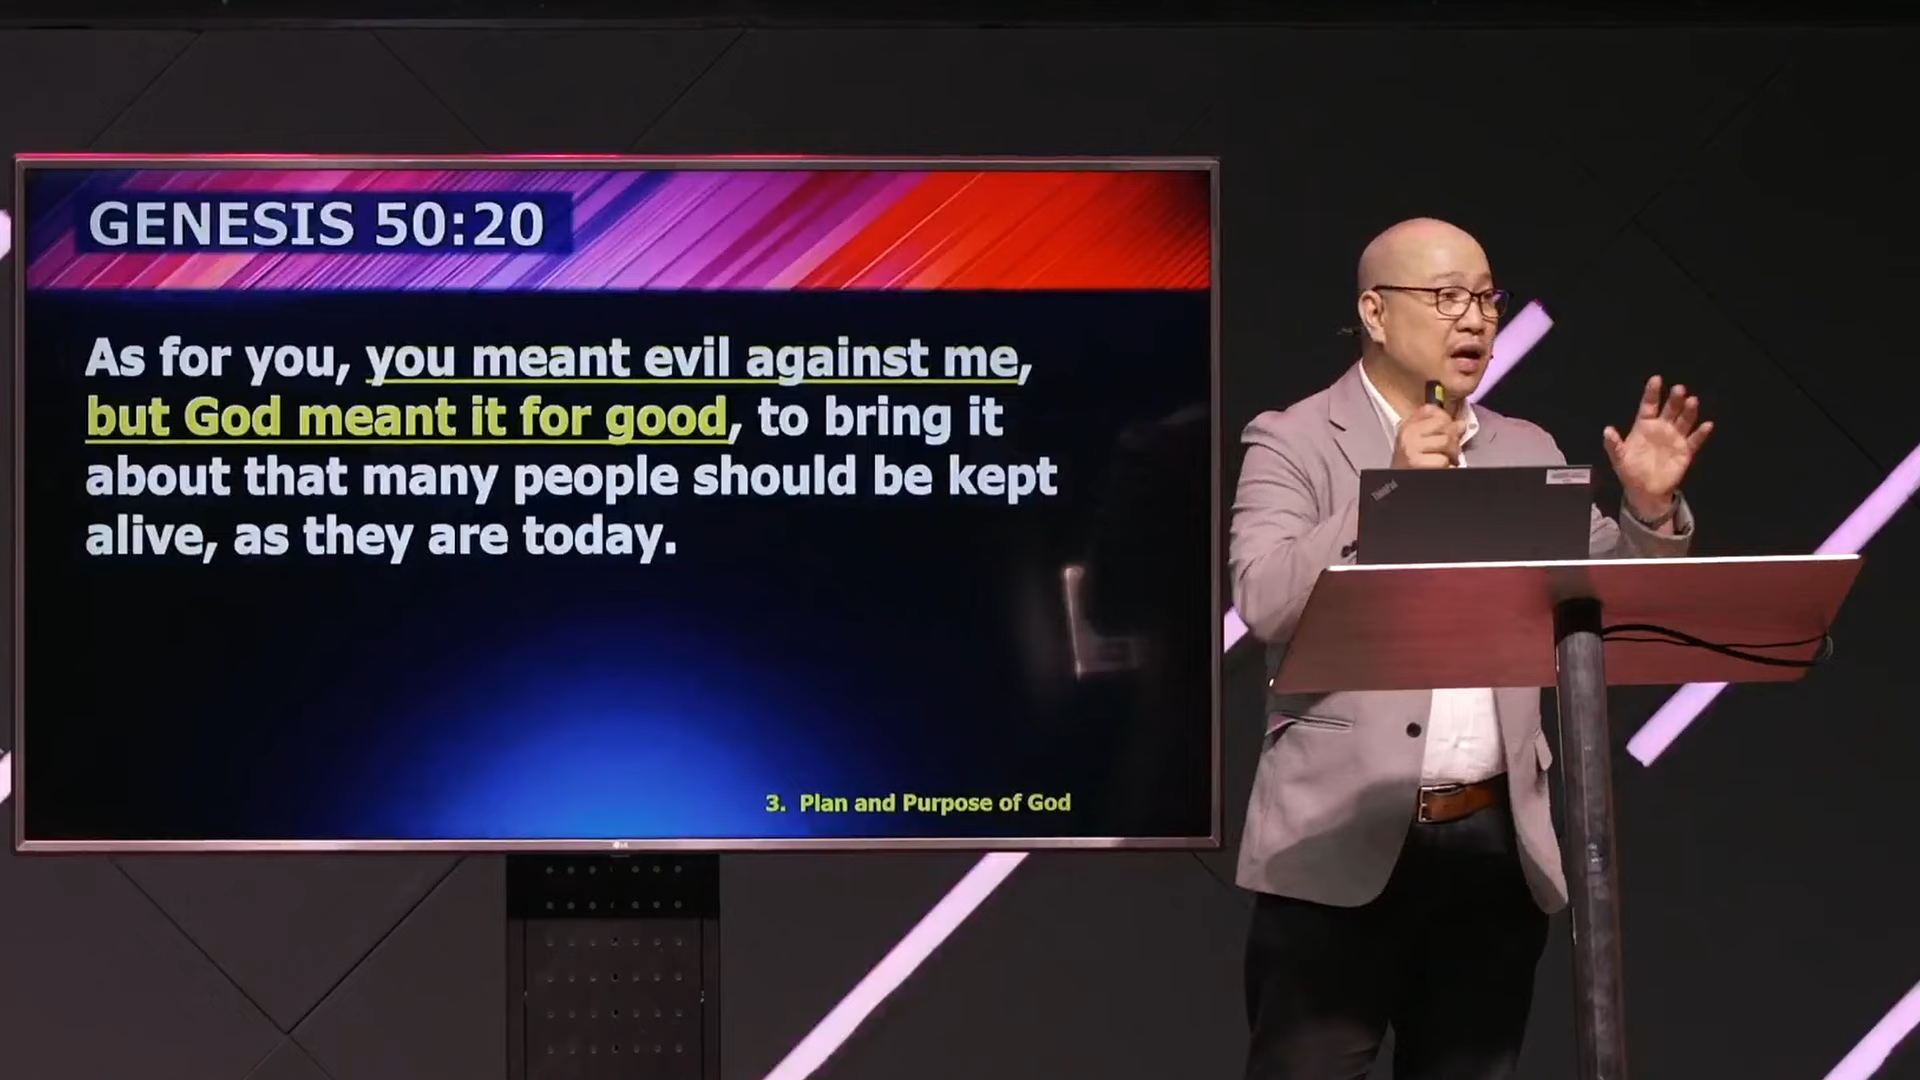 GENESIS 50:20
As for you, you meant evil against me,
but God meant it for good, to bring it
about that many people should be kept
alive, as they are today.
3. Plan and Purpose of God
LG
ThinkPad